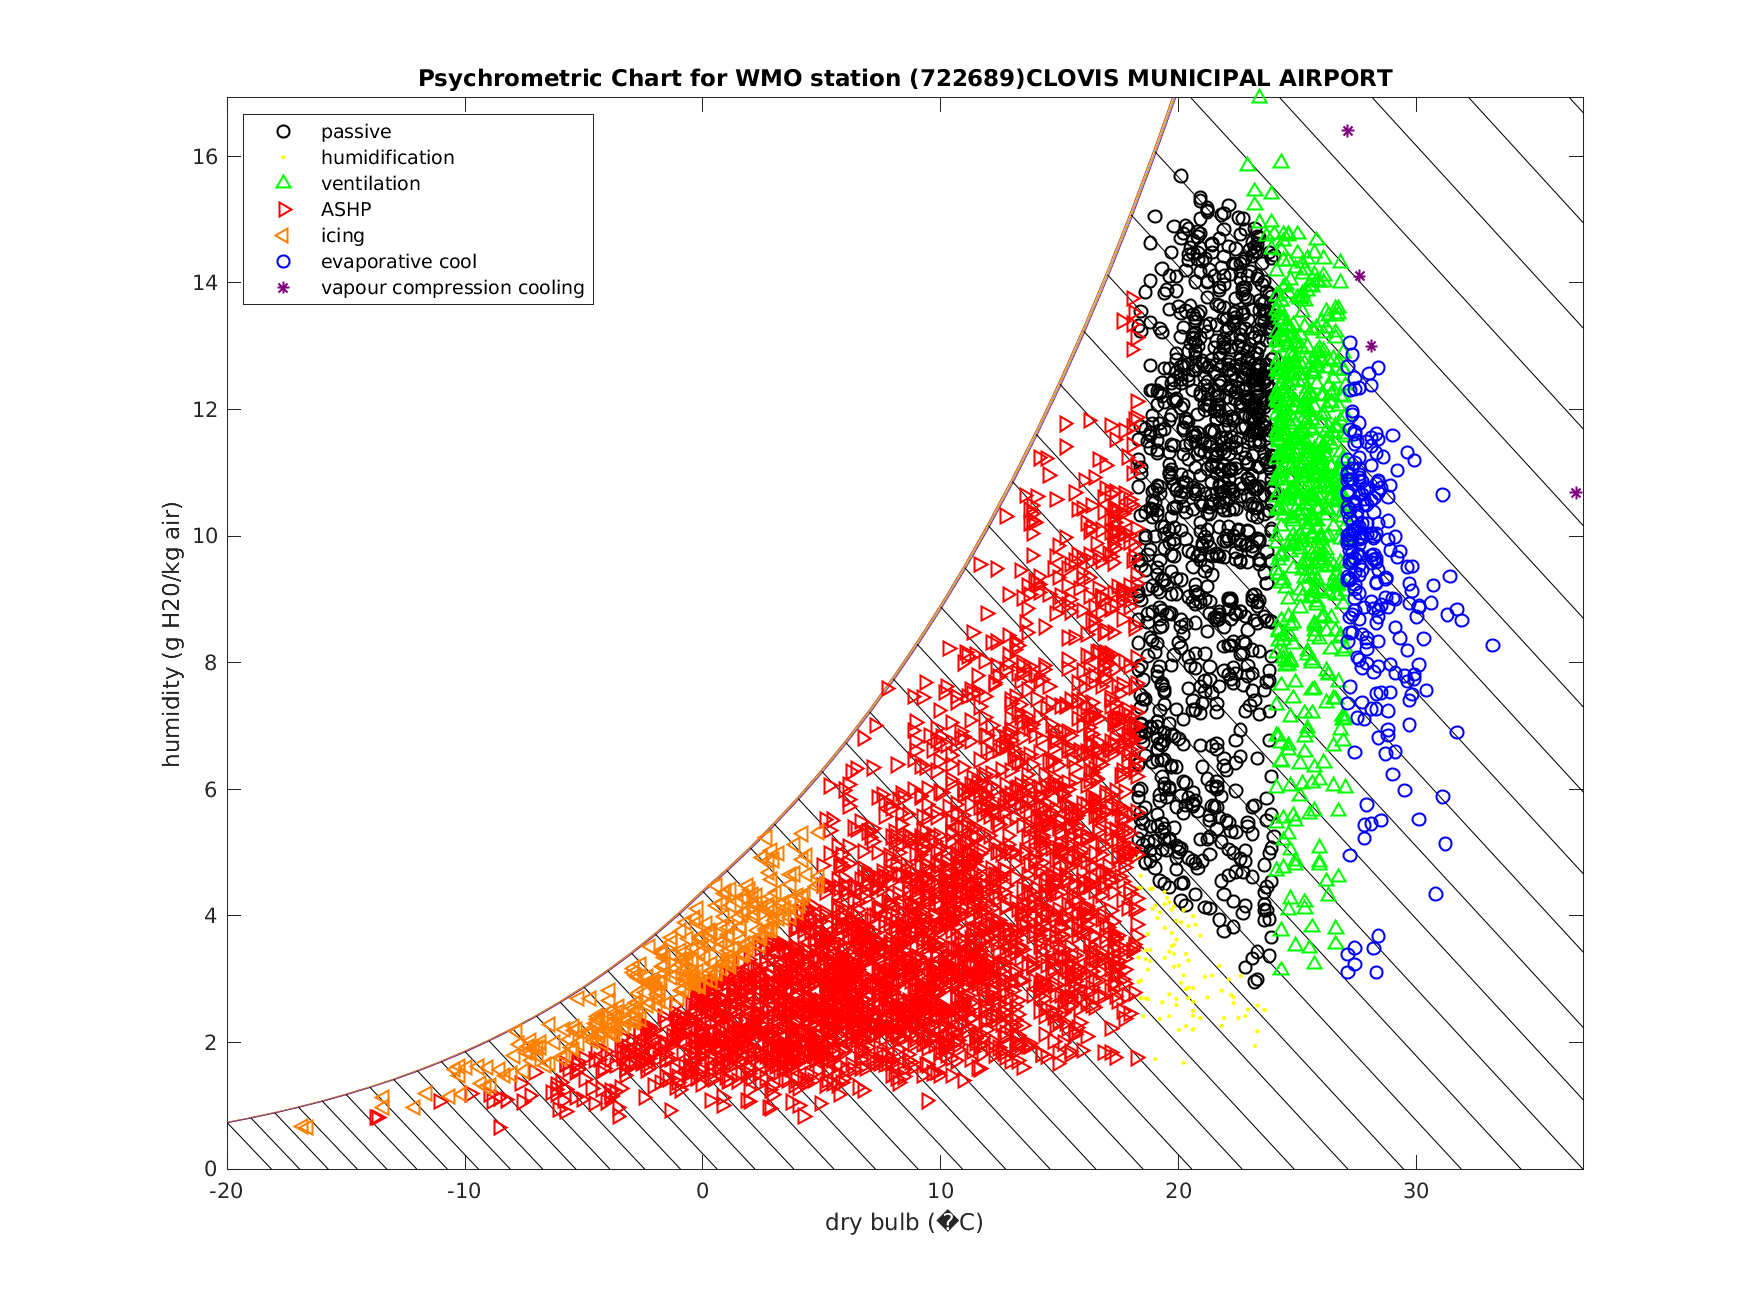 Psychrometric Chart for WMO station (722689)CLOVIS MUNICIPAL AIRPORT
passive
humidification
ventilation
ASHP
icing
evaporative cool
vapour compression cooling
humidity (g H20/kg air)
16
14
12
10
8
6
4
2
0
-20
-10
0
10
20
30
dry bulb (�C)